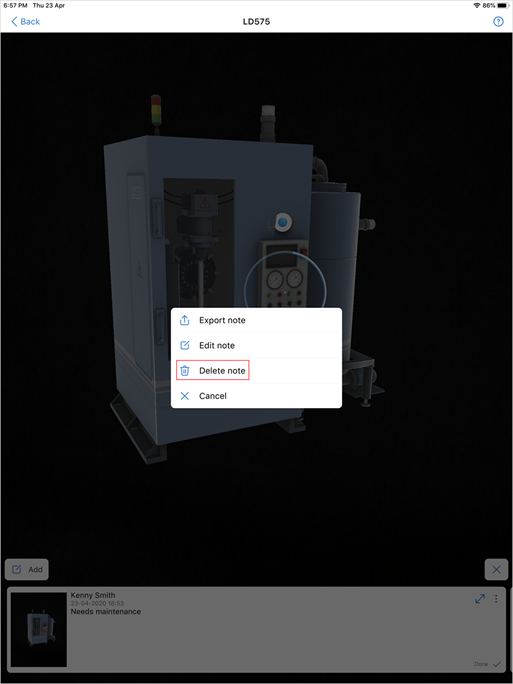 6:57 PM Thu 23 Apr
86%
Back
LD575
Export note
Edit note
Delete note
Cancel
Add
Kenny Smith
23-04-2020 18:53
Needs maintenance
Done